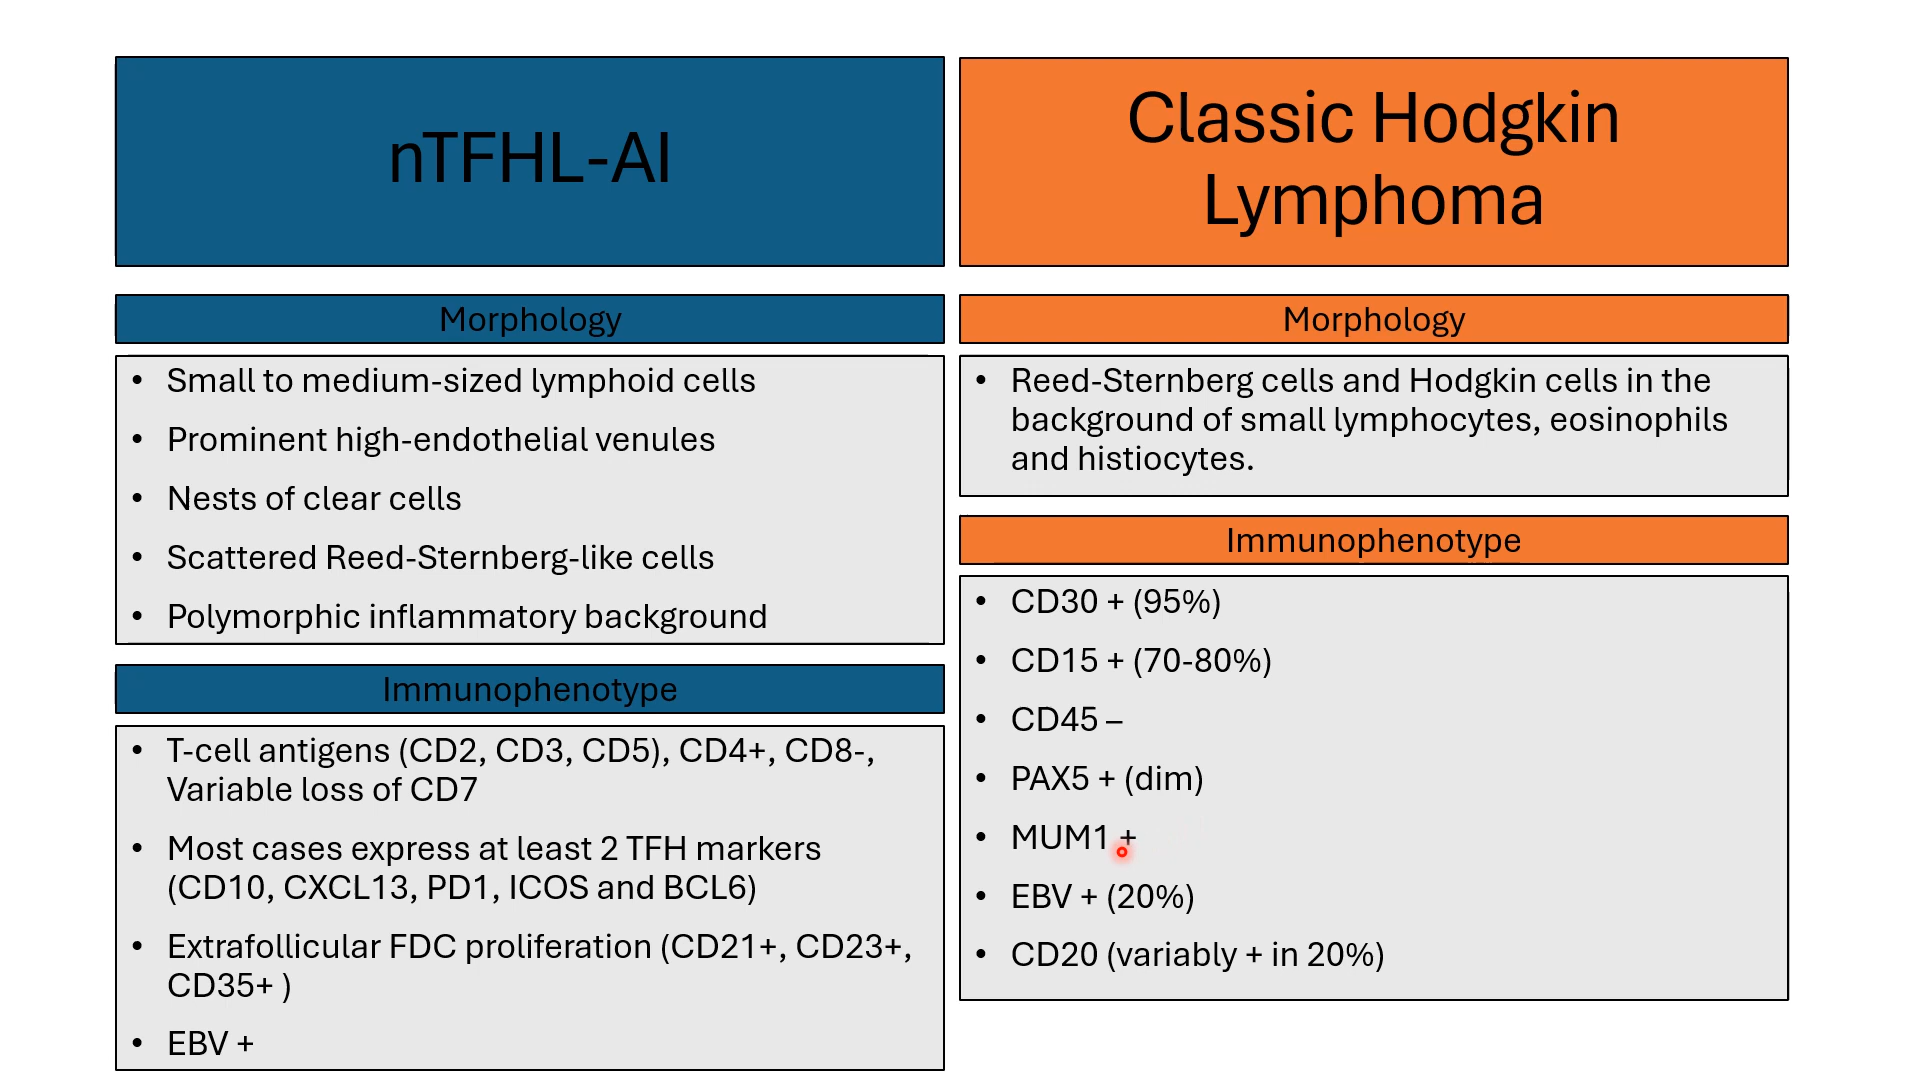 nTFHL-AI
Morphology
• Small to medium-sized lymphoid cells
• Prominent high-endothelial venules
• Nests of clear cells
• Scattered Reed-Sternberg-like cells
• Polymorphic inflammatory background
Immunophenotype
• T-cell antigens (CD2, CD3, CD5), CD4+, CD8-,
Variable loss of CD7
• Most cases express at least 2 TFH markers
(CD10, CXCL13, PD1, ICOS and BCL6)
• Extrafollicular FDC proliferation (CD21+, CD23+,
CD35+ )
• EBV +
Classic Hodgkin
Lymphoma
Morphology
• Reed-Sternberg cells and Hodgkin cells in the
background of small lymphocytes, eosinophils
and histiocytes.
Immunophenotype
• CD30 + (95%)
• CD15 + (70-80%)
• CD45 –
• PAX5 + (dim)
• MUM1 +
• EBV + (20%)
• CD20 (variably + in 20%)